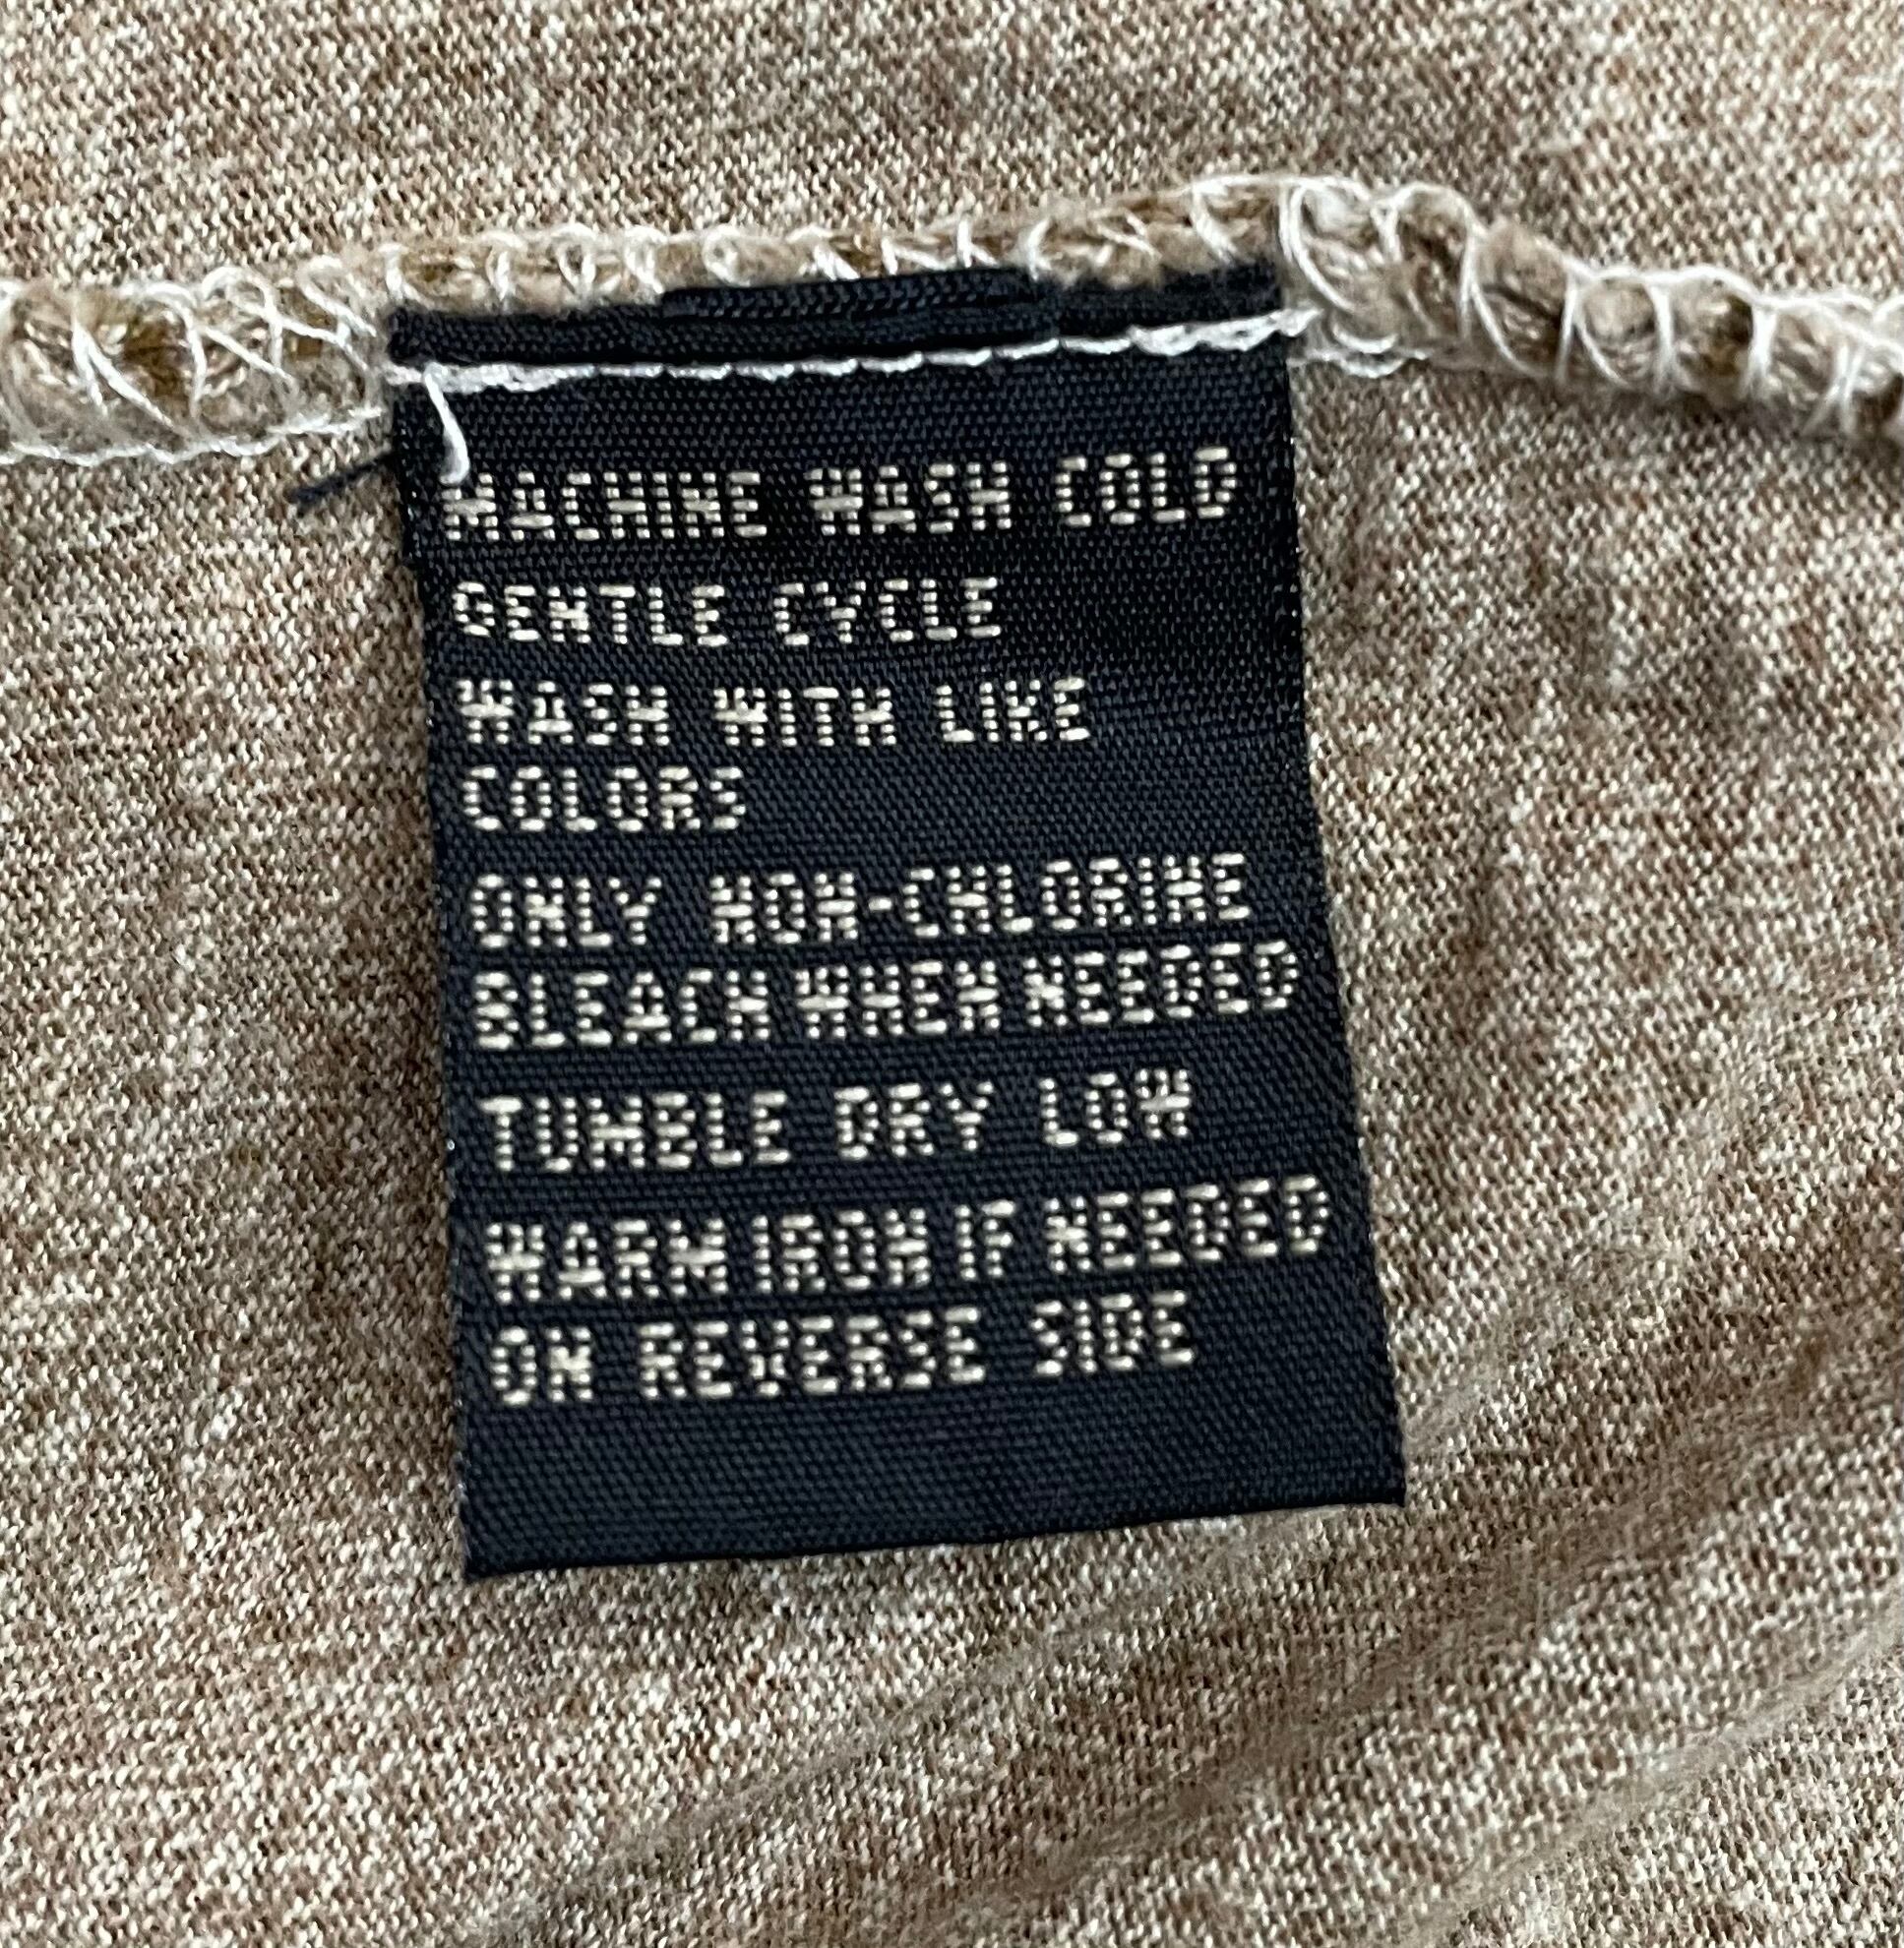 MACHINE WASH COLD
GENTLE CYCLE
WASH WITH LIKE
COLORS
ONLY NON-CHLORINE
BLEACH WHEN NEEDED
TUMBLE DRY LOW
WARM IRON IF NEEDED
ON REVERSE SIDE